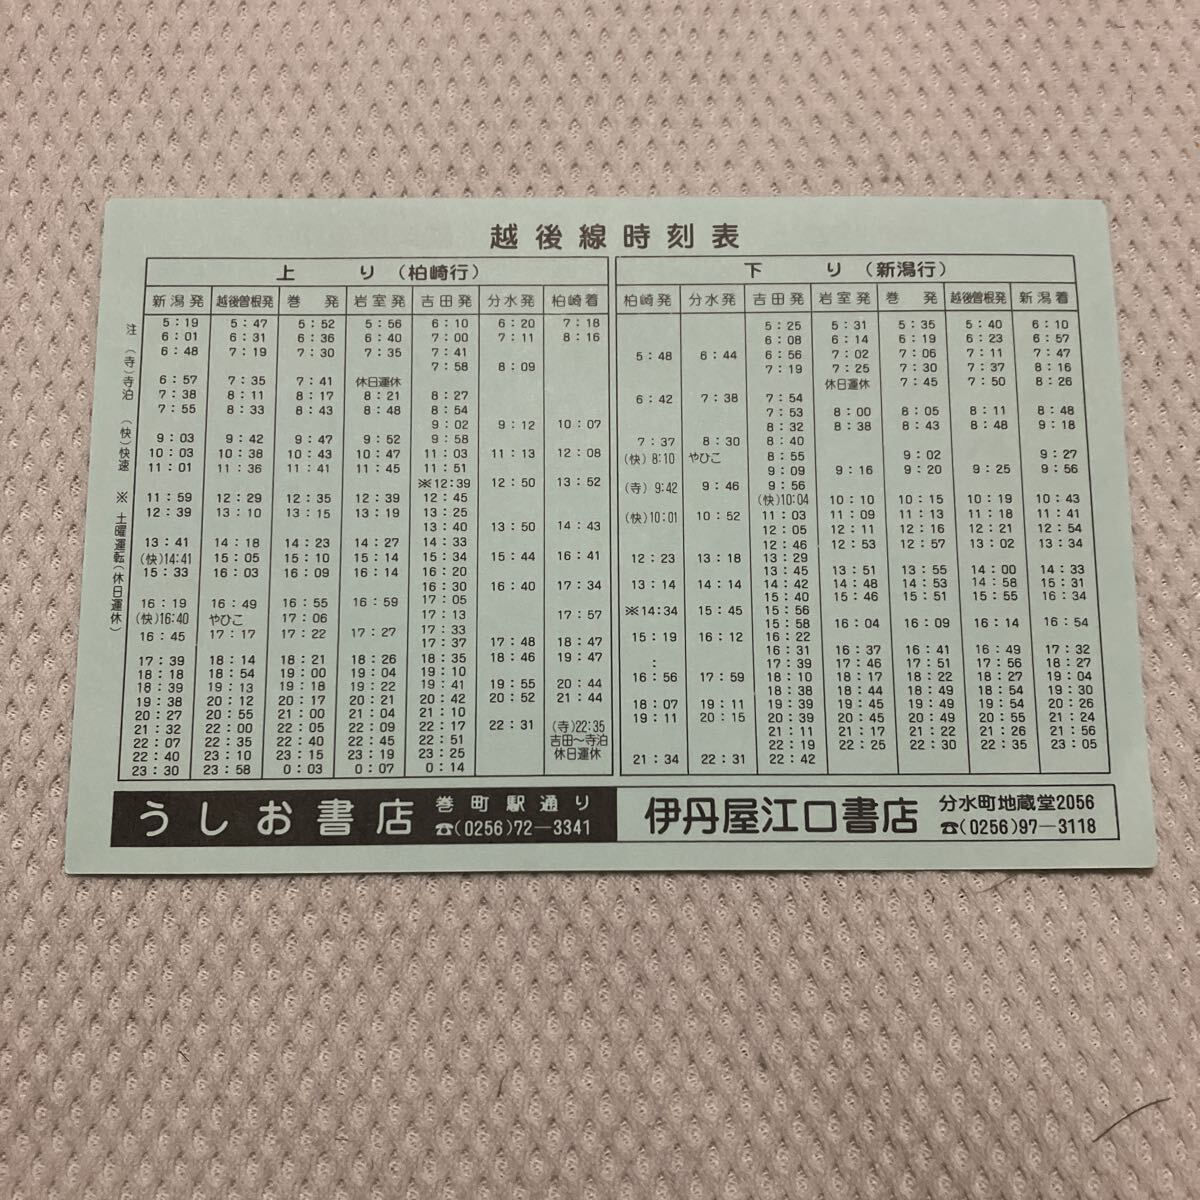 越後線時刻表
上り(柏崎行)
新潟発 越後曽根発 巻発 岩室発 吉田発 分水発 柏崎着
5:19 5:47 5:52 5:56 6:10 6:20 7:18
6:01 6:31 6:36 6:40 7:00 7:11 8:16
6:48 7:19 7:30 7:35 7:41
7:58 8:09
6:57 7:35 7:41 休日運休
7:38 8:11 8:17 8:21 8:27
7:55 8:33 8:43 8:48 8:54
9:02 9:12 10:07
9:03 9:42 9:47 9:52 9:58
10:03 10:38 10:43 10:47 11:03 11:13 12:08
11:01 11:36 11:41 11:45 11:51
※12:39 12:50 13:52
11:59 12:29 12:35 12:39 12:45
12:39 13:10 13:15 13:19 13:25
13:40 13:50 14:43
13:41 14:18 14:23 14:27 14:33
(快)14:41 15:05 15:10 15:14 15:34 15:44 16:41
15:33 16:03 16:09 16:14 16:20
16:30 16:40 17:34
16:19 16:49 16:55 16:59 17:05
(快)16:40 やひこ 17:06 17:13 17:57
16:45 17:17 17:22 17:27 17:33
17:37 17:48 18:47
17:39 18:14 18:21 18:26 18:35 18:46 19:47
18:18 18:54 19:00 19:04 19:10
18:39 19:13 19:18 19:22 19:41 19:55 20:44
19:38 20:12 20:17 20:21 20:42 20:52 21:44
20:27 20:55 21:00 21:04 21:10
21:32 22:00 22:05 22:09 22:17 22:31 (寺)22:35
22:07 22:35 22:40 22:45 22:51 吉田〜寺泊
22:40 23:10 23:15 23:19 23:25 休日運休
23:30 23:58 0:03 0:07 0:14
注 (寺)寺泊 (快)快速 ※ 土曜運転(休日運休)
下り(新潟行)
柏崎発 分水発 吉田発 岩室発 巻発 越後曽根発 新潟着
5:25 5:31 5:35 5:40 6:10
6:08 6:14 6:19 6:23 6:57
5:48 6:44 6:56 7:02 7:06 7:11 7:47
7:19 7:25 7:30 7:37 8:16
休日運休 7:45 7:50 8:26
6:42 7:38 7:54
7:53 8:00 8:05 8:11 8:48
8:32 8:38 8:43 8:48 9:18
7:37 8:30 8:40
(快)8:10 やひこ 8:55 9:02 9:27
9:09 9:16 9:20 9:25 9:56
(寺)9:42 9:46 9:56
(快)10:04 10:10 10:15 10:19 10:43
(快)10:01 10:52 11:03 11:09 11:13 11:18 11:41
12:05 12:11 12:16 12:21 12:54
12:46 12:53 12:57 13:02 13:34
12:23 13:18 13:29
13:45 13:51 13:55 14:00 14:33
13:14 14:14 14:42 14:48 14:53 14:58 15:31
15:40 15:46 15:51 15:55 16:34
※14:34 15:45 15:56
15:58 16:04 16:09 16:14 16:54
15:19 16:12 16:22
16:31 16:37 16:41 16:49 17:32
: 17:39 17:46 17:51 17:56 18:27
16:56 17:59 18:10 18:17 18:22 18:27 19:04
18:38 18:44 18:49 18:54 19:30
18:07 19:11 19:39 19:45 19:49 19:54 20:26
19:11 20:15 20:39 20:45 20:49 20:55 21:24
21:11 21:17 21:21 21:26 21:56
22:19 22:25 22:30 22:35 23:05
21:34 22:31 22:42
うしお書店 巻町駅通り
☎(0256)72-3341
伊丹屋江口書店 分水町地蔵堂2056
☎(0256)97-3118